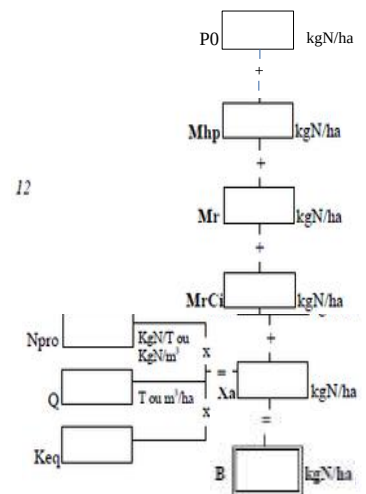 P0 kgN/ha
+
Mhp kgN/ha
+
12
Mr kgN/ha
+
MrCi kgN/ha
Npro KgN/T ou
KgN/m³
x
+
= Xa kgN/ha
Q T ou m³/ha
x
=
Keq
B kgN/ha